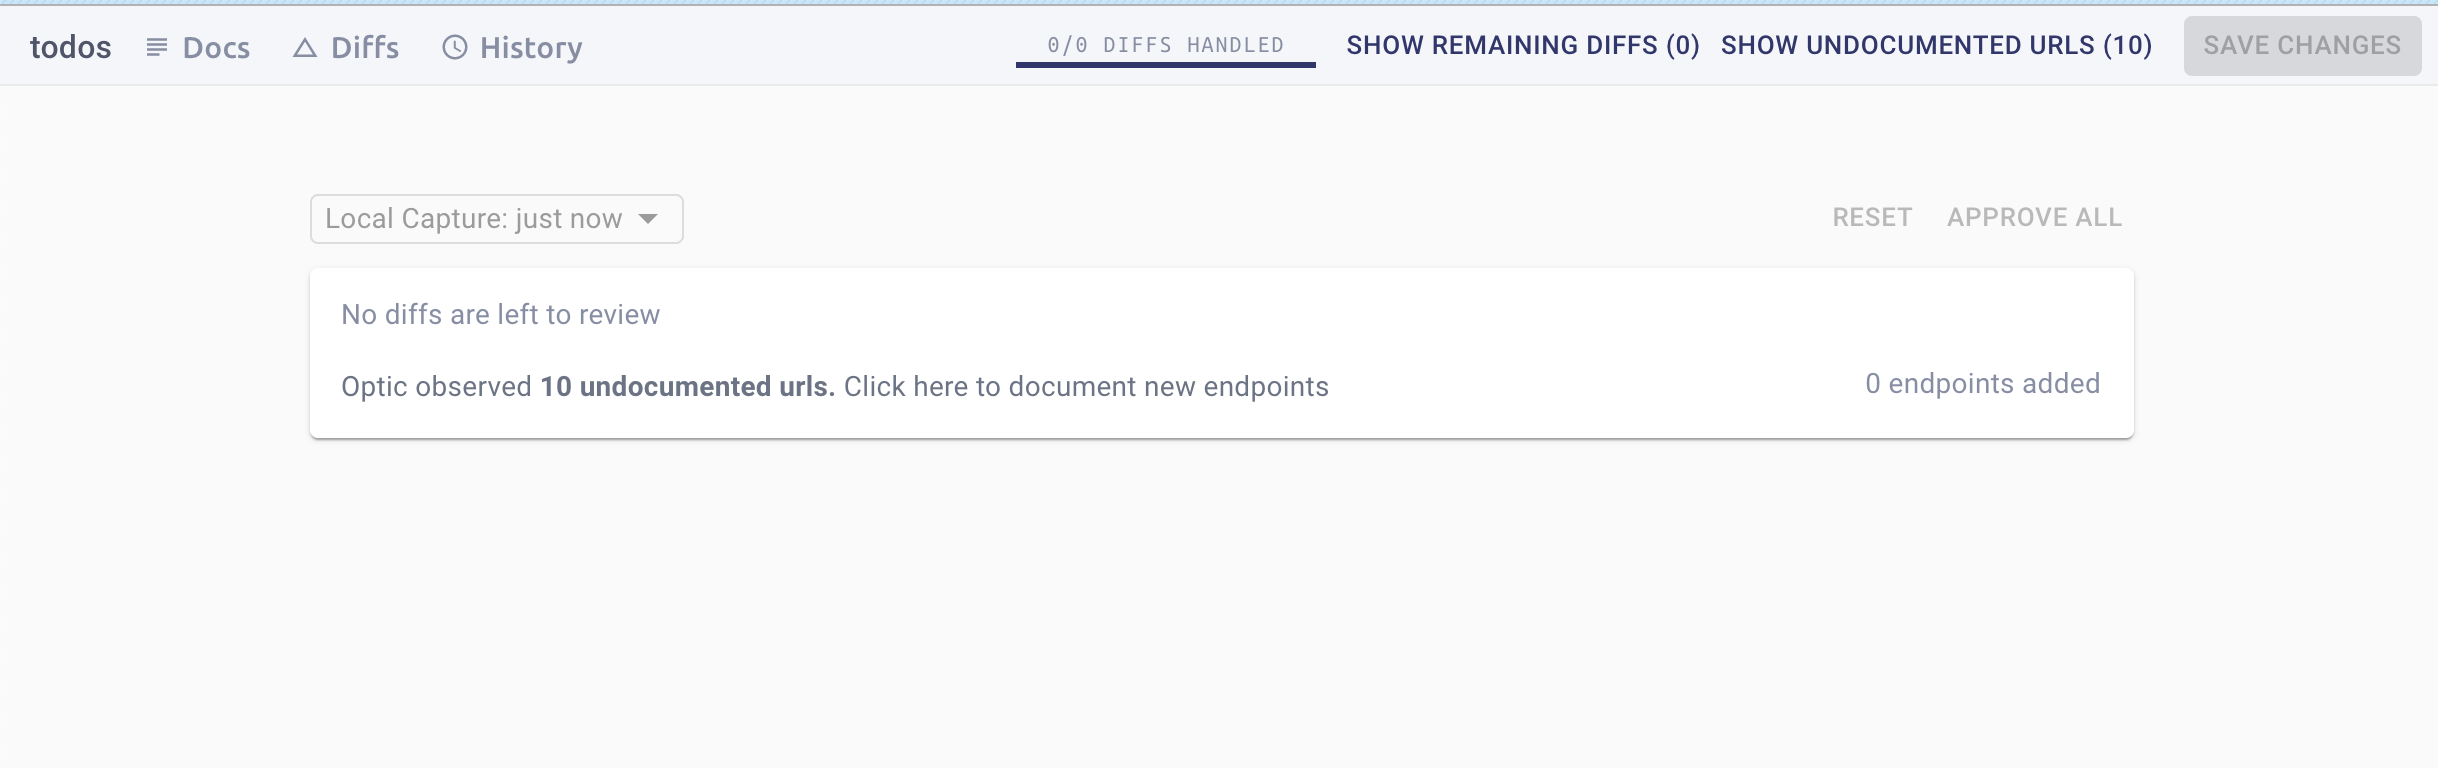 todos Docs Diffs History 0/0 DIFFS HANDLED SHOW REMAINING DIFFS (0) SHOW UNDOCUMENTED URLS (10) SAVE CHANGES
Local Capture: just now RESET APPROVE ALL
No diffs are left to review
Optic observed 10 undocumented urls. Click here to document new endpoints 0 endpoints added